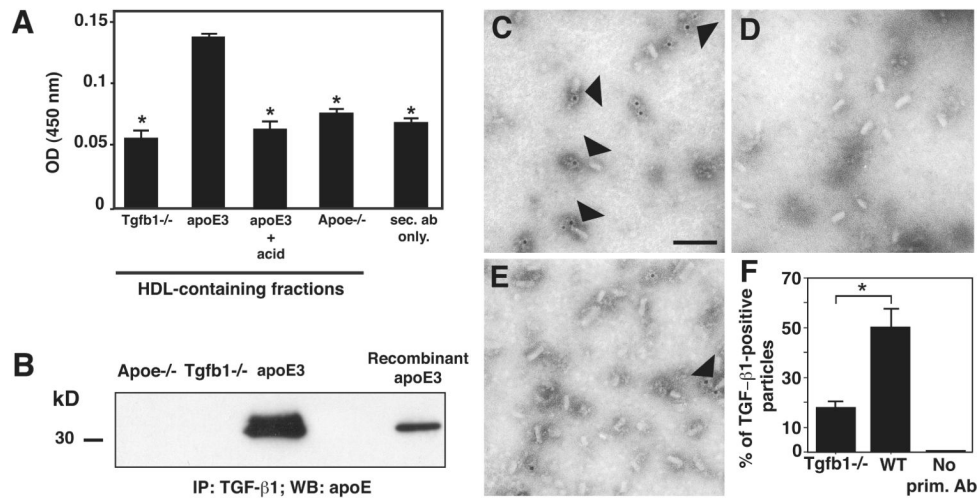 A
OD (450 nm)
0.15
0.1
0.05
0
* * * *
Tgfb1-/- apoE3 apoE3 + acid Apoe-/- sec. ab only.
HDL-containing fractions
B
Apoe-/- Tgfb1-/- apoE3 Recombinant apoE3
kD
30
IP: TGF-β1; WB: apoE
C
D
E
F
% of TGF-β1-positive particles
70
50
30
10
0
*
Tgfb1-/- WT No prim. Ab